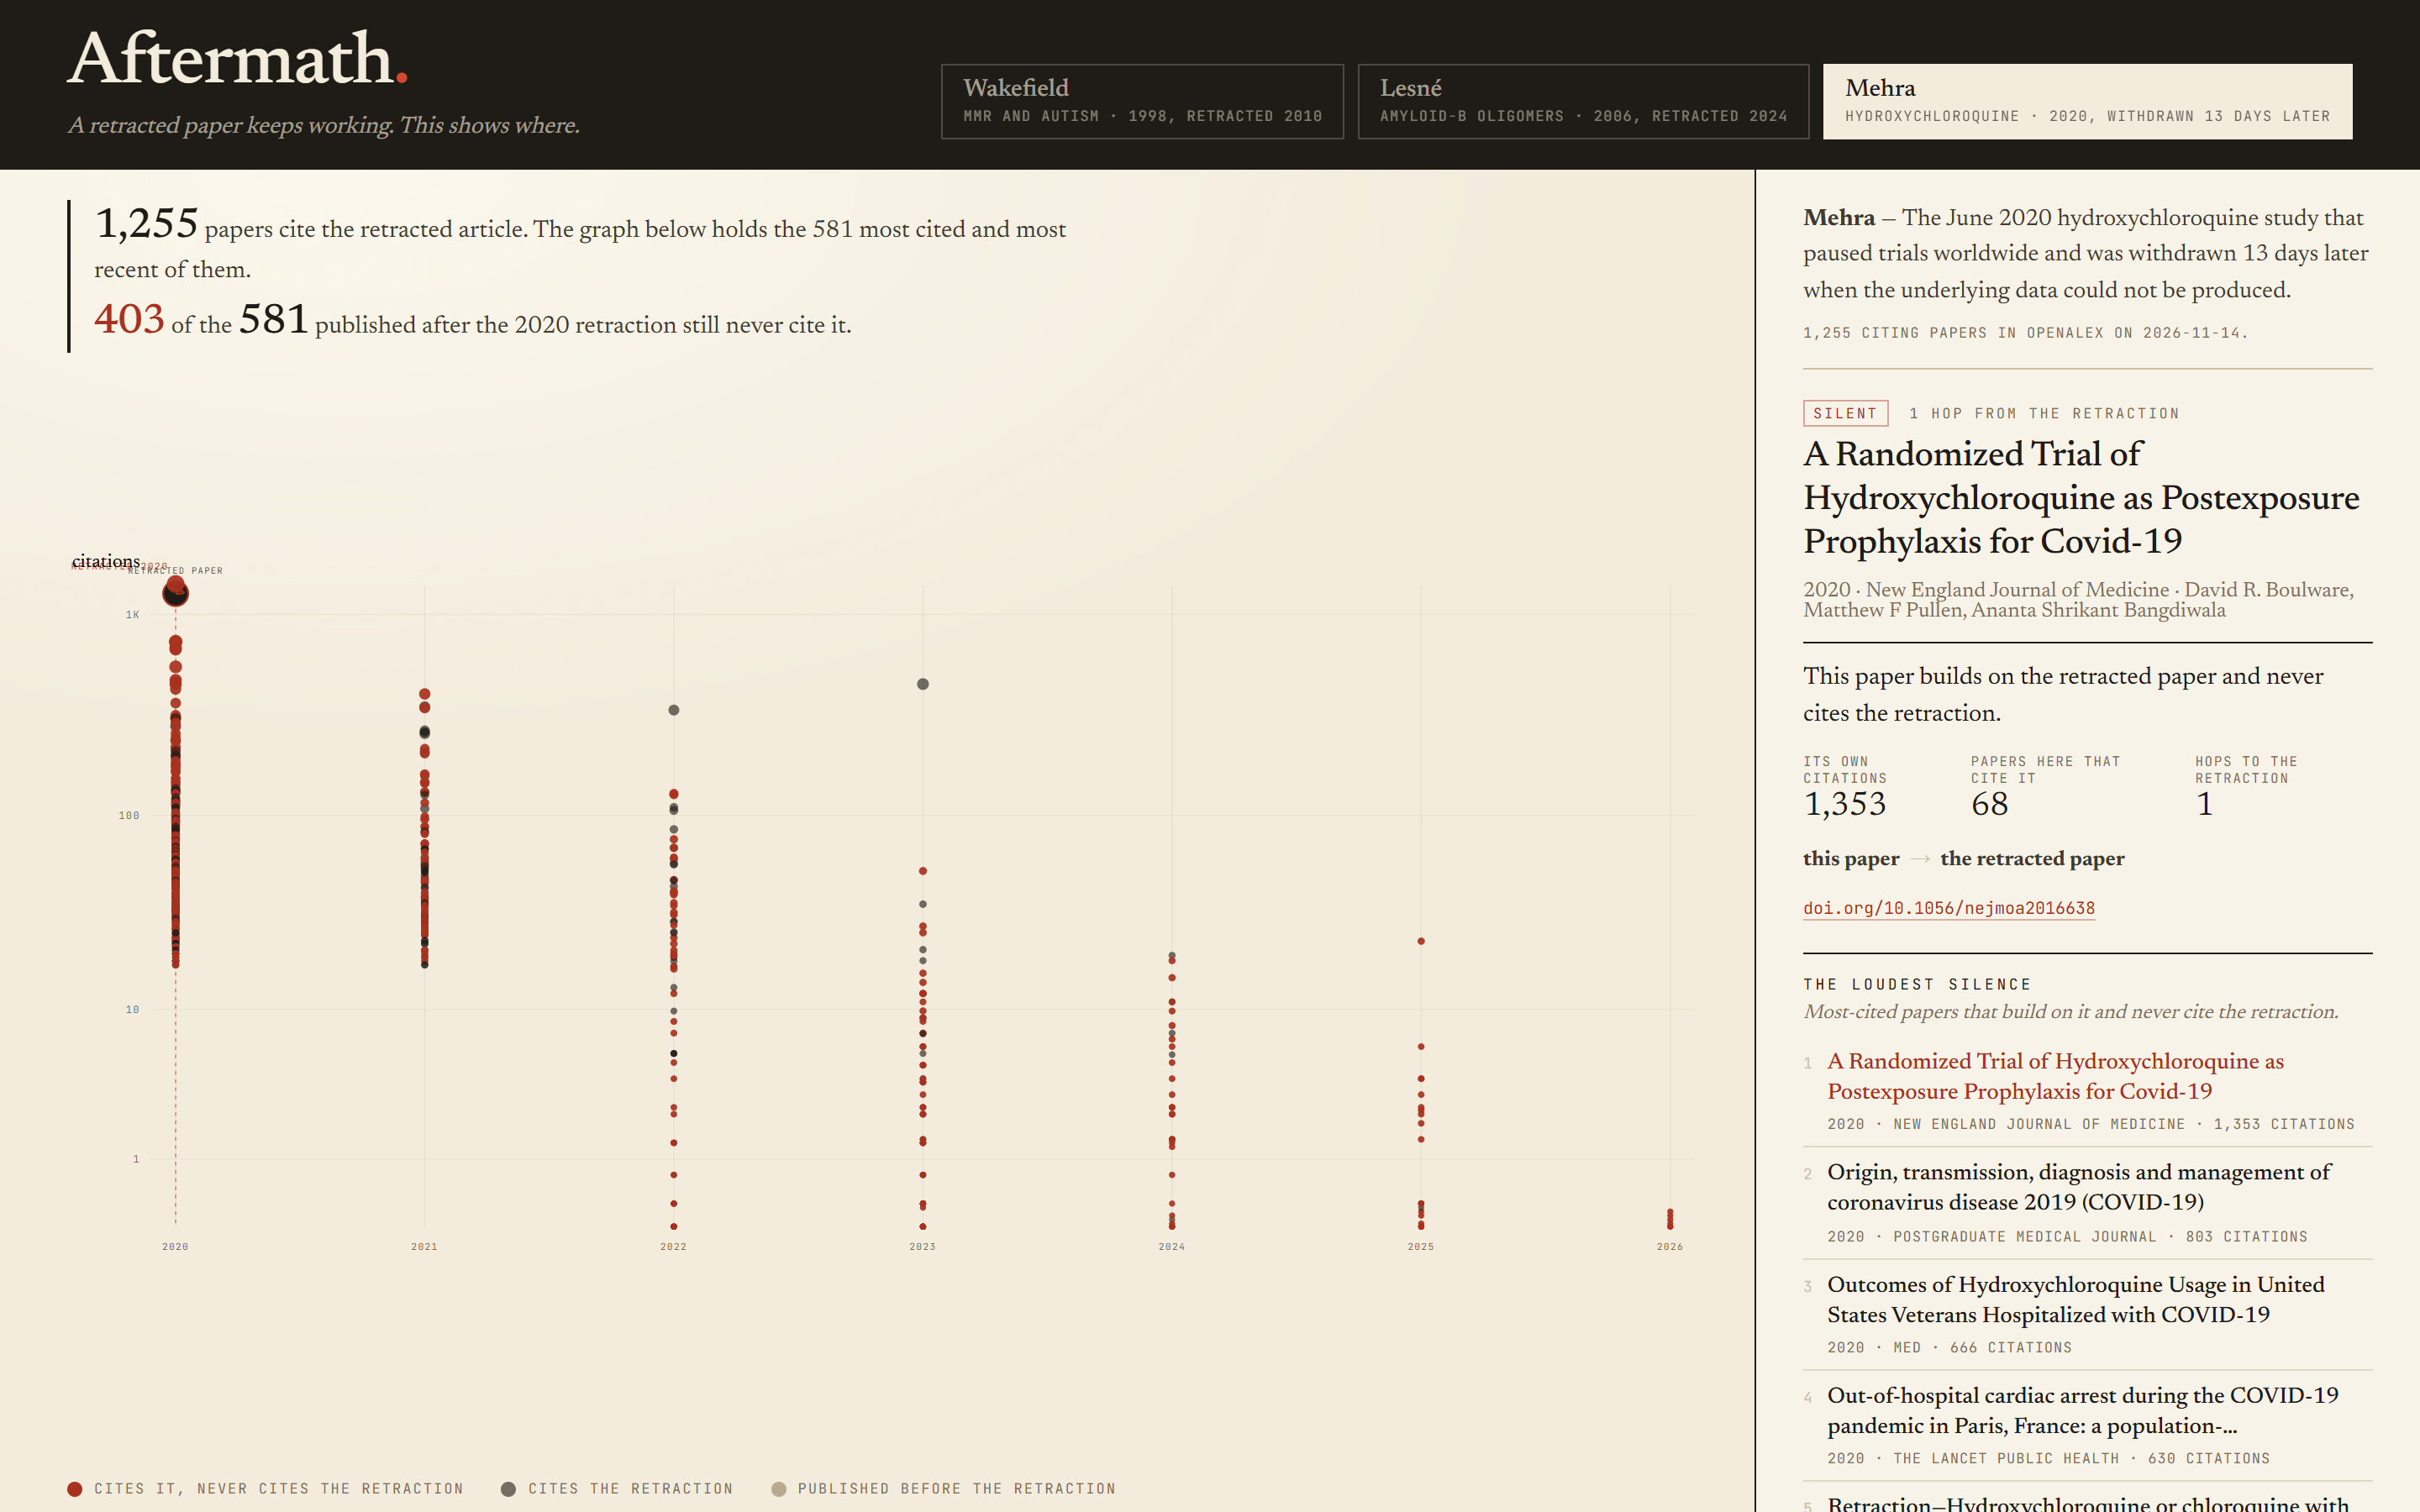 Aftermath.
A retracted paper keeps working. This shows where.
Wakefield
MMR AND AUTISM · 1998, RETRACTED 2010
Lesné
AMYLOID-Β OLIGOMERS · 2006, RETRACTED 2024
Mehra
HYDROXYCHLOROQUINE · 2020, WITHDRAWN 13 DAYS LATER
1,255 papers cite the retracted article. The graph below holds the 581 most cited and most
recent of them.
403 of the 581 published after the 2020 retraction still never cite it.
citations
RETRACTED 2020
RETRACTED PAPER
1K
100
10
1
2020
2021
2022
2023
2024
2025
2026
CITES IT, NEVER CITES THE RETRACTION
CITES THE RETRACTION
PUBLISHED BEFORE THE RETRACTION
Mehra – The June 2020 hydroxychloroquine study that
paused trials worldwide and was withdrawn 13 days later
when the underlying data could not be produced.
1,255 CITING PAPERS IN OPENALEX ON 2026-11-14.
SILENT
1 HOP FROM THE RETRACTION
A Randomized Trial of
Hydroxychloroquine as Postexposure
Prophylaxis for Covid-19
2020 · New England Journal of Medicine · David R. Boulware,
Matthew F Pullen, Ananta Shrikant Bangdiwala
This paper builds on the retracted paper and never
cites the retraction.
ITS OWN
CITATIONS
1,353
PAPERS HERE THAT
CITE IT
68
HOPS TO THE
RETRACTION
1
this paper → the retracted paper
doi.org/10.1056/nejmoa2016638
THE LOUDEST SILENCE
Most-cited papers that build on it and never cite the retraction.
1 A Randomized Trial of Hydroxychloroquine as
Postexposure Prophylaxis for Covid-19
2020 · NEW ENGLAND JOURNAL OF MEDICINE · 1,353 CITATIONS
2 Origin, transmission, diagnosis and management of
coronavirus disease 2019 (COVID-19)
2020 · POSTGRADUATE MEDICAL JOURNAL · 803 CITATIONS
3 Outcomes of Hydroxychloroquine Usage in United
States Veterans Hospitalized with COVID-19
2020 · MED · 666 CITATIONS
4 Out-of-hospital cardiac arrest during the COVID-19
pandemic in Paris, France: a population-…
2020 · THE LANCET PUBLIC HEALTH · 630 CITATIONS
5 Retraction—Hydroxychloroquine or chloroquine with